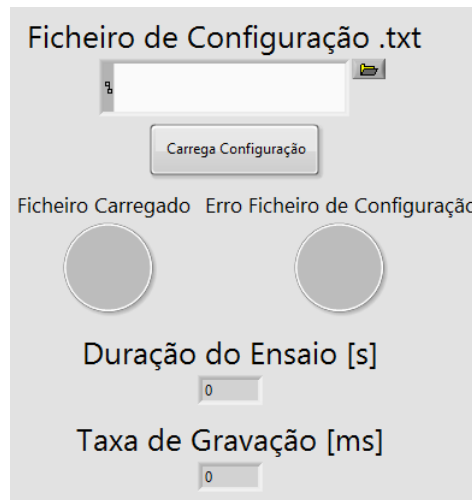 Ficheiro de Configuração .txt
Carrega Configuração
Ficheiro Carregado Erro Ficheiro de Configuração
Duração do Ensaio [s]
0
Taxa de Gravação [ms]
0